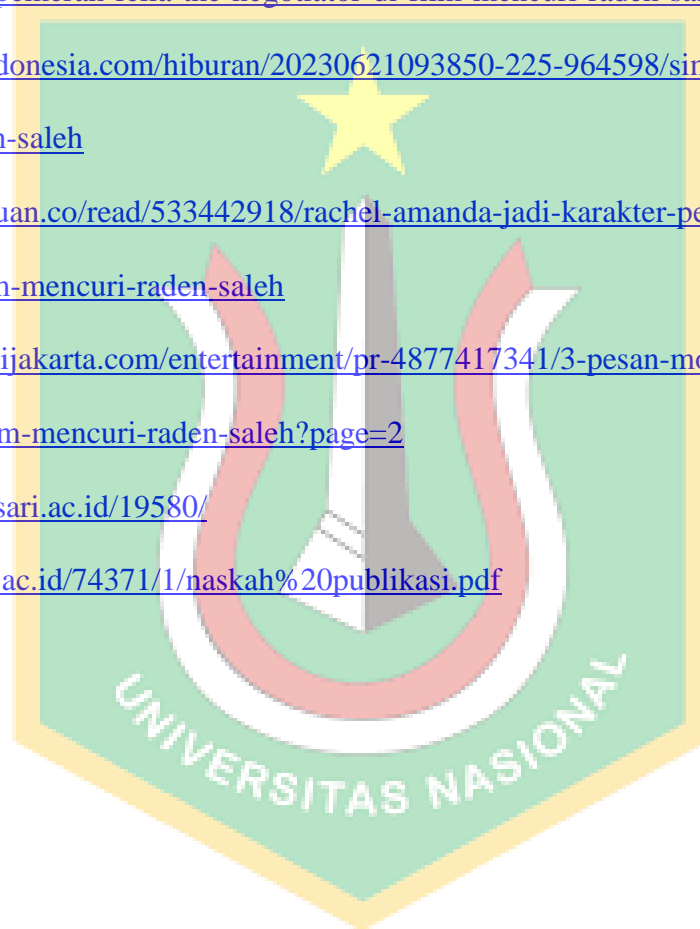 donesia.com/hiburan/20230621093850-225-964598/sin
n-saleh
uan.co/read/533442918/rachel-amanda-jadi-karakter-pe
n-mencuri-raden-saleh
ijakarta.com/entertainment/pr-4877417341/3-pesan-mo
m-mencuri-raden-saleh?page=2
sari.ac.id/19580/
ac.id/74371/1/naskah%20publikasi.pdf
UNIVERSITAS NASIONAL